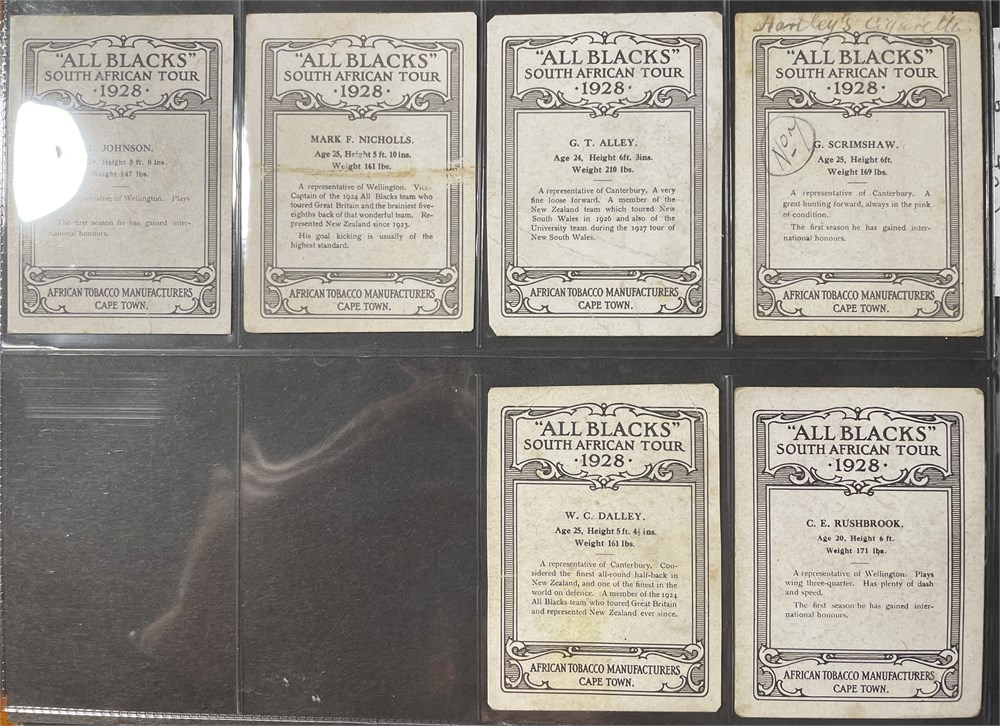 "ALL BLACKS"
SOUTH AFRICAN TOUR
·1928·
JOHNSON.
Height 5 ft. 8 ins.
Weight 147 lbs.
of Wellington. Plays
The first season he has gained inter-
national honours.
AFRICAN TOBACCO MANUFACTURERS
CAPE TOWN.
"ALL BLACKS"
SOUTH AFRICAN TOUR
·1928·
MARK F. NICHOLLS.
Age 25, Height 5 ft. 10 ins.
Weight 161 lbs.
A representative of Wellington. Vice-
Captain of the 1924 All Blacks team who
toured Great Britain and the brainiest five-
eighths back of that wonderful team. Re-
presented New Zealand since 1923.
His goal kicking is usually of the
highest standard.
AFRICAN TOBACCO MANUFACTURERS
CAPE TOWN.
"ALL BLACKS"
SOUTH AFRICAN TOUR
·1928·
G. T. ALLEY.
Age 24, Height 6ft. 3ins.
Weight 210 lbs.
A representative of Canterbury. A very
fine loose forward. A member of the
New Zealand team which toured New
South Wales in 1926 and also of the
University team during the 1927 tour of
New South Wales.
AFRICAN TOBACCO MANUFACTURERS
CAPE TOWN.
Hartley's Cigarettes
"ALL BLACKS"
SOUTH AFRICAN TOUR
·1928·
No 7
G. SCRIMSHAW.
Age 25, Height 6ft.
Weight 169 lbs.
A representative of Canterbury. A
great hunting forward, always in the pink
of condition.
The first season he has gained inter-
national honours.
AFRICAN TOBACCO MANUFACTURERS
CAPE TOWN.
"ALL BLACKS"
SOUTH AFRICAN TOUR
·1928·
W. C. DALLEY.
Age 25, Height 5 ft. 4½ ins.
Weight 161 lbs.
A representative of Canterbury. Con-
sidered the finest all-round half-back in
New Zealand, and one of the finest in the
world on defence. A member of the 1924
All Blacks team who toured Great Britain
and represented New Zealand ever since.
AFRICAN TOBACCO MANUFACTURERS
CAPE TOWN.
"ALL BLACKS"
SOUTH AFRICAN TOUR
·1928·
C. E. RUSHBROOK.
Age 20, Height 6 ft.
Weight 171 lbs.
A representative of Wellington. Plays
wing three-quarter. Has plenty of dash
and speed.
The first season he has gained inter-
national honours.
AFRICAN TOBACCO MANUFACTURERS
CAPE TOWN.